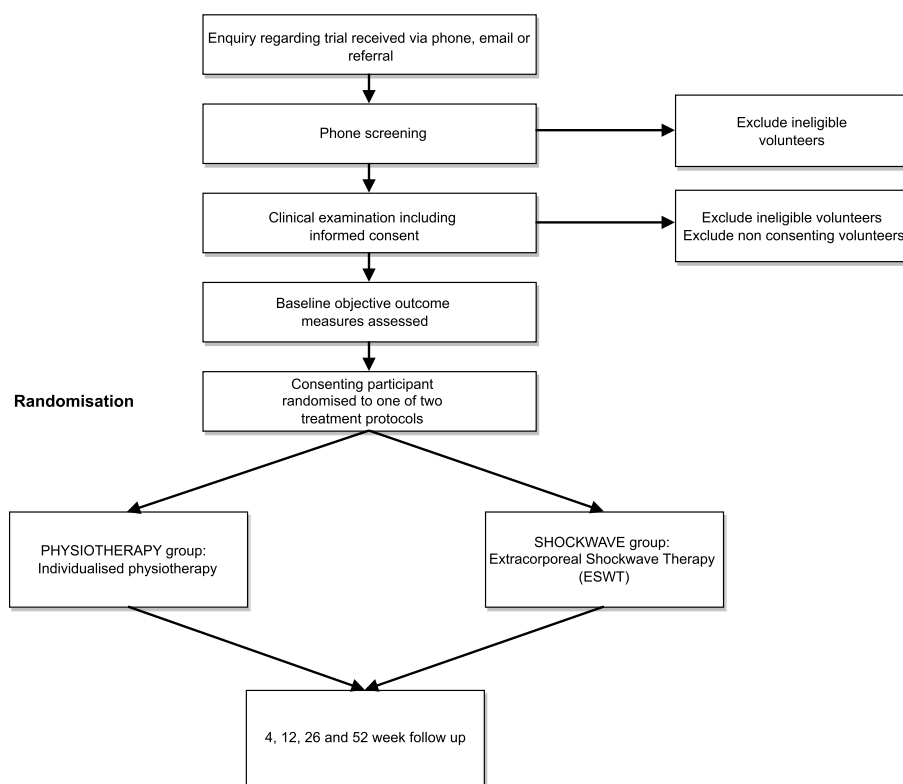 Enquiry regarding trial received via phone, email or
referral
Phone screening
Exclude ineligible
volunteers
Clinical examination including
informed consent
Exclude ineligible volunteers
Exclude non consenting volunteers
Baseline objective outcome
measures assessed
Randomisation
Consenting participant
randomised to one of two
treatment protocols
PHYSIOTHERAPY group:
Individualised physiotherapy
SHOCKWAVE group:
Extracorporeal Shockwave Therapy
(ESWT)
4, 12, 26 and 52 week follow up